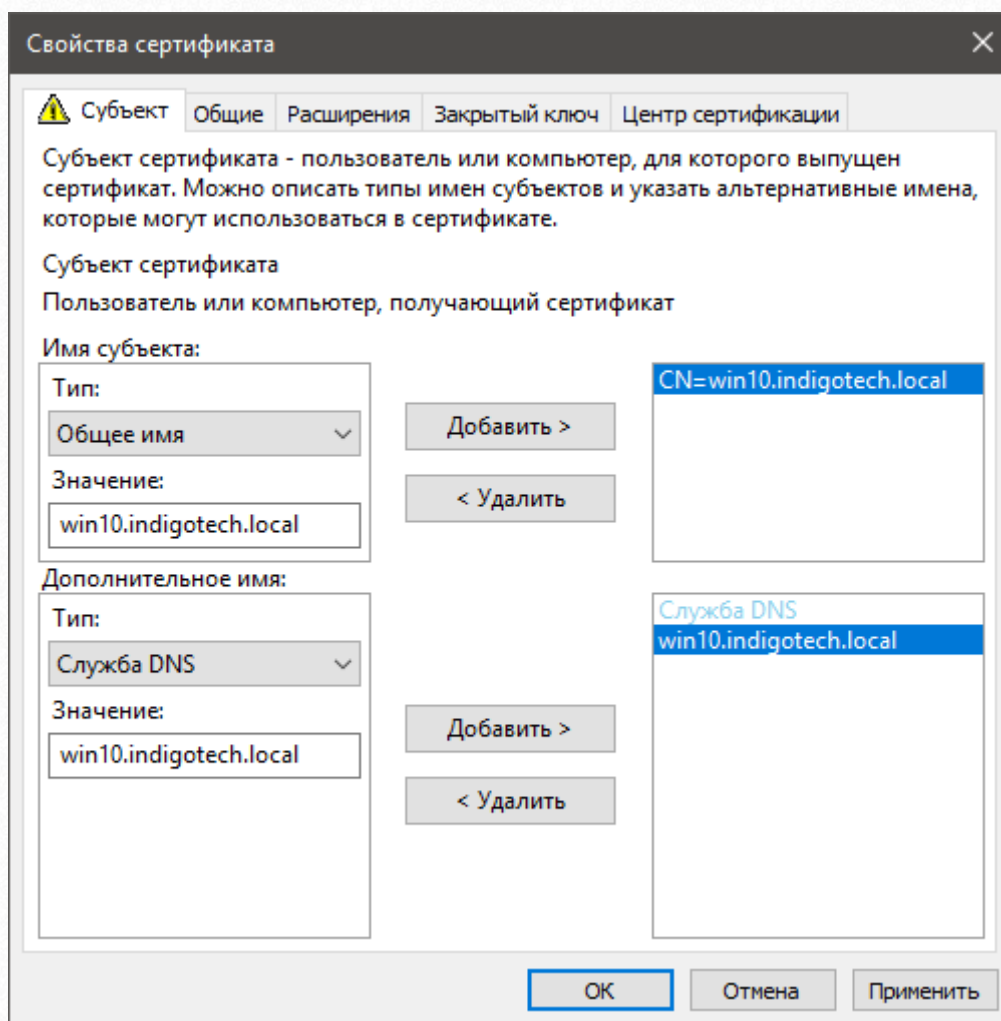 Свойства сертификата
Субъект
Общие
Расширения
Закрытый ключ
Центр сертификации
Субъект сертификата - пользователь или компьютер, для которого выпущен
сертификат. Можно описать типы имен субъектов и указать альтернативные имена,
которые могут использоваться в сертификате.
Субъект сертификата
Пользователь или компьютер, получающий сертификат
Имя субъекта:
Тип:
Общее имя
Значение:
win10.indigotech.local
Добавить >
< Удалить
CN=win10.indigotech.local
Дополнительное имя:
Тип:
Служба DNS
Значение:
win10.indigotech.local
Добавить >
< Удалить
Служба DNS
win10.indigotech.local
ОК
Отмена
Применить